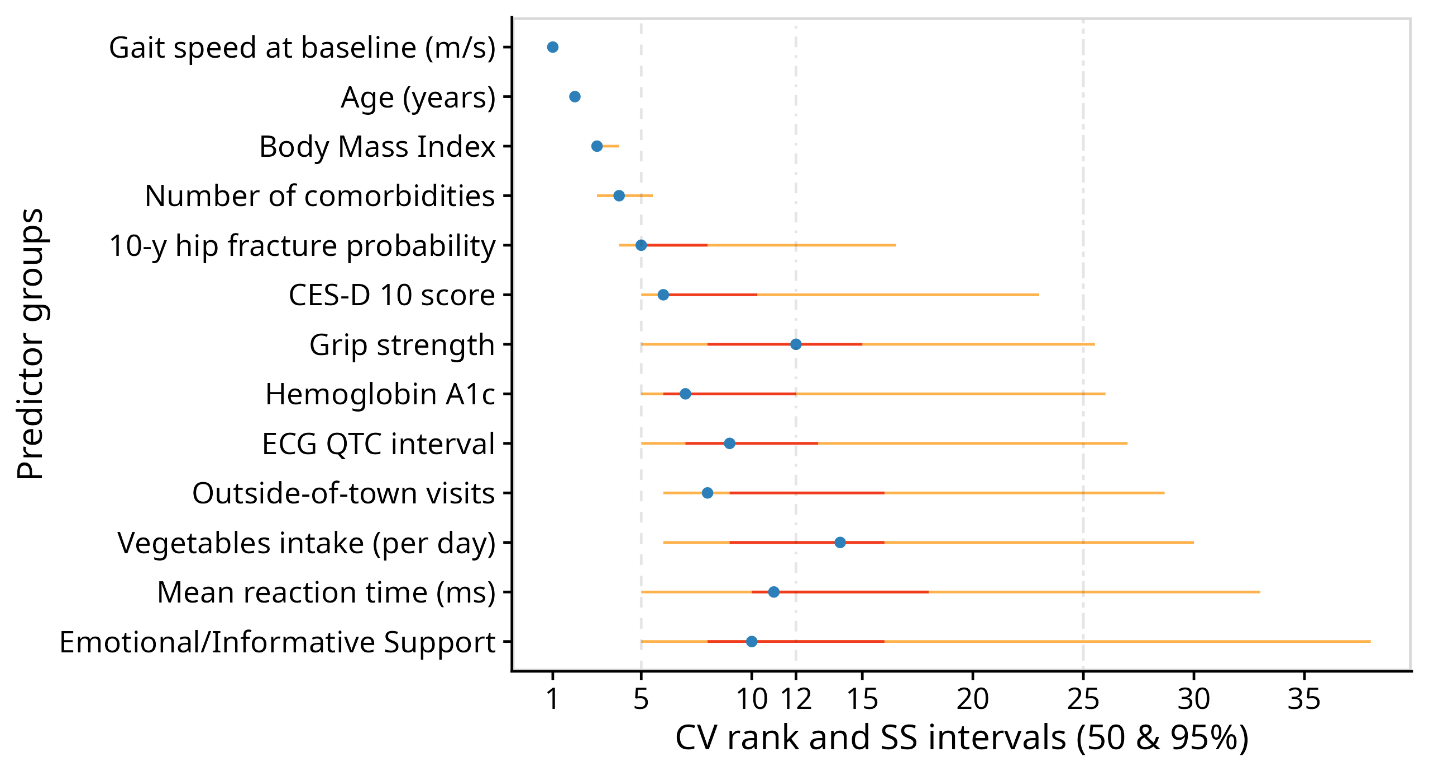 Predictor groups
Gait speed at baseline (m/s)
Age (years)
Body Mass Index
Number of comorbidities
10-y hip fracture probability
CES-D 10 score
Grip strength
Hemoglobin A1c
ECG QTC interval
Outside-of-town visits
Vegetables intake (per day)
Mean reaction time (ms)
Emotional/Informative Support
1 5 10 12 15 20 25 30 35
CV rank and SS intervals (50 & 95%)